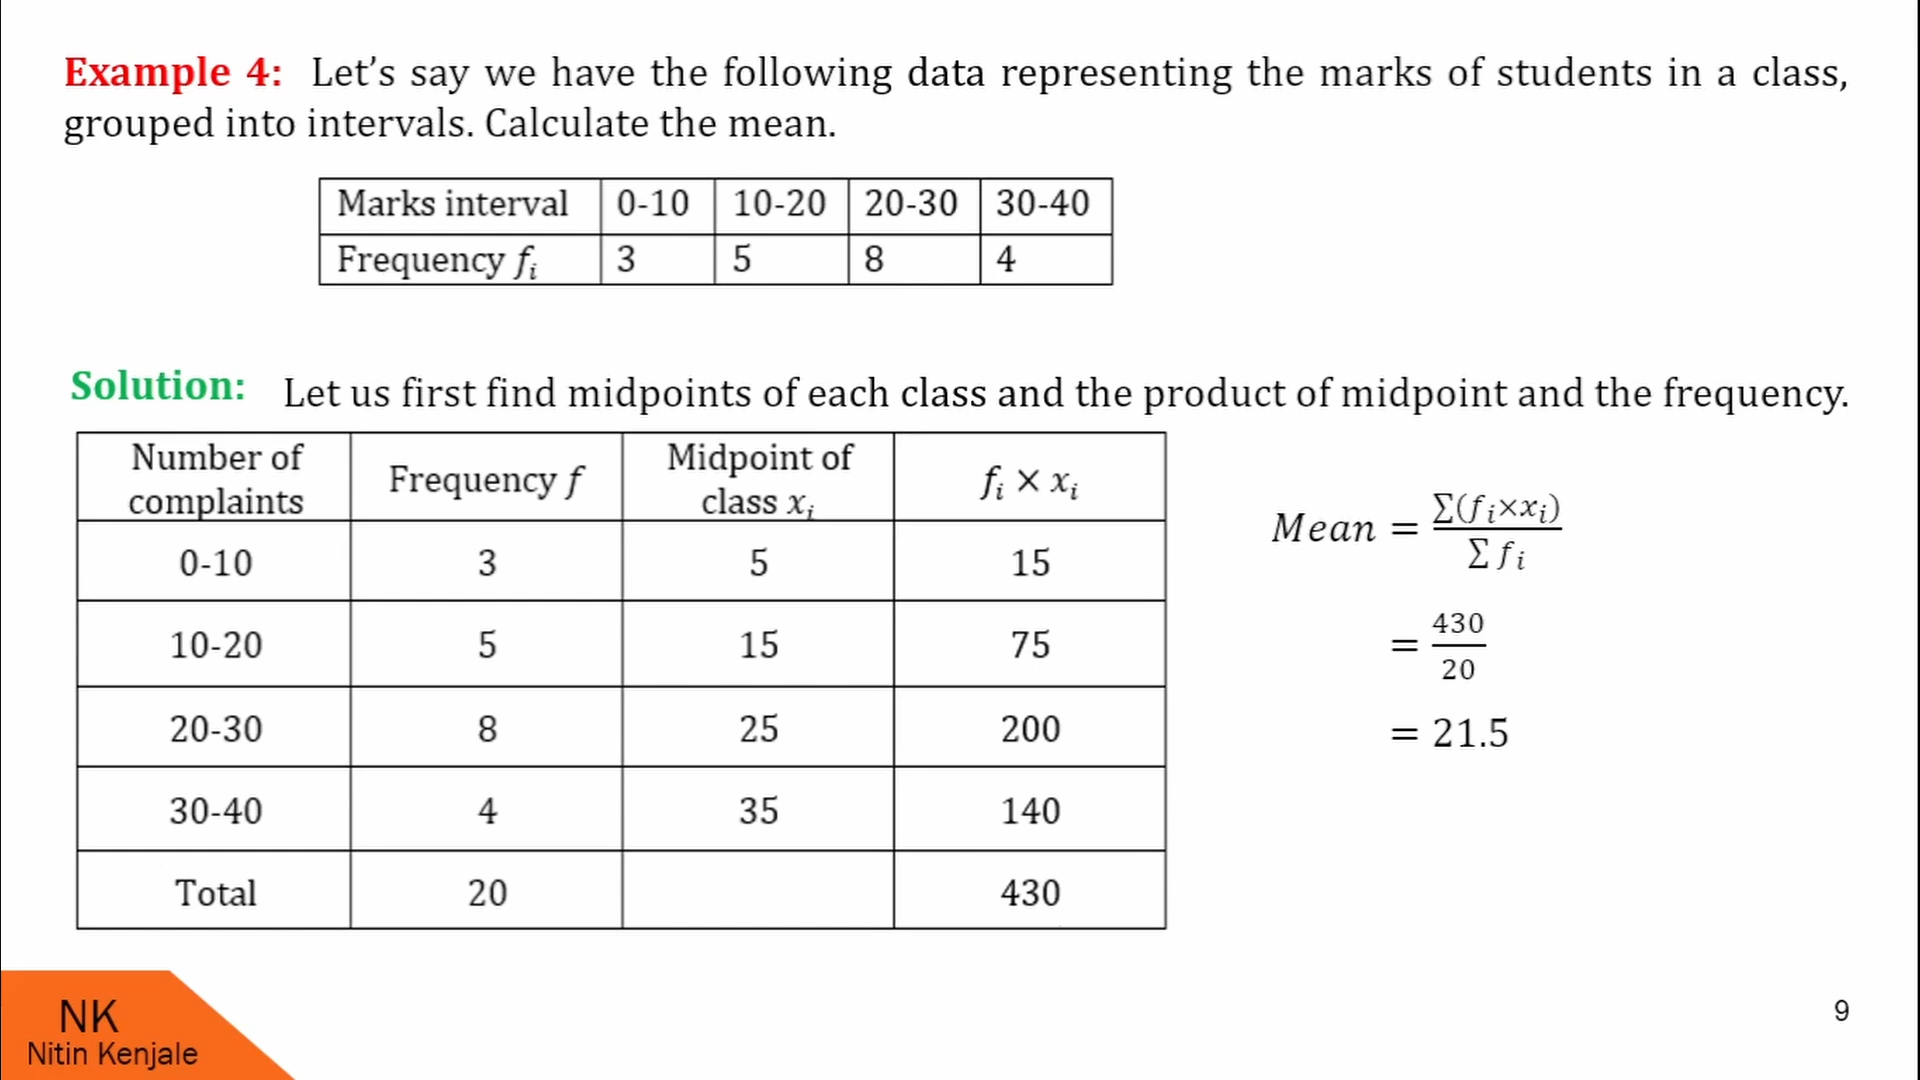 Example 4: Let’s say we have the following data representing the marks of students in a class,
grouped into intervals. Calculate the mean.
Marks interval 0-10 10-20 20-30 30-40
Frequency fᵢ 3 5 8 4
Solution: Let us first find midpoints of each class and the product of midpoint and the frequency.
Number of complaints Frequency f Midpoint of class xᵢ fᵢ × xᵢ
0-10 3 5 15
10-20 5 15 75
20-30 8 25 200
30-40 4 35 140
Total 20 430
Mean = ∑(fᵢ×xᵢ) / ∑ fᵢ
= 430 / 20
= 21.5
NK
Nitin Kenjale
9